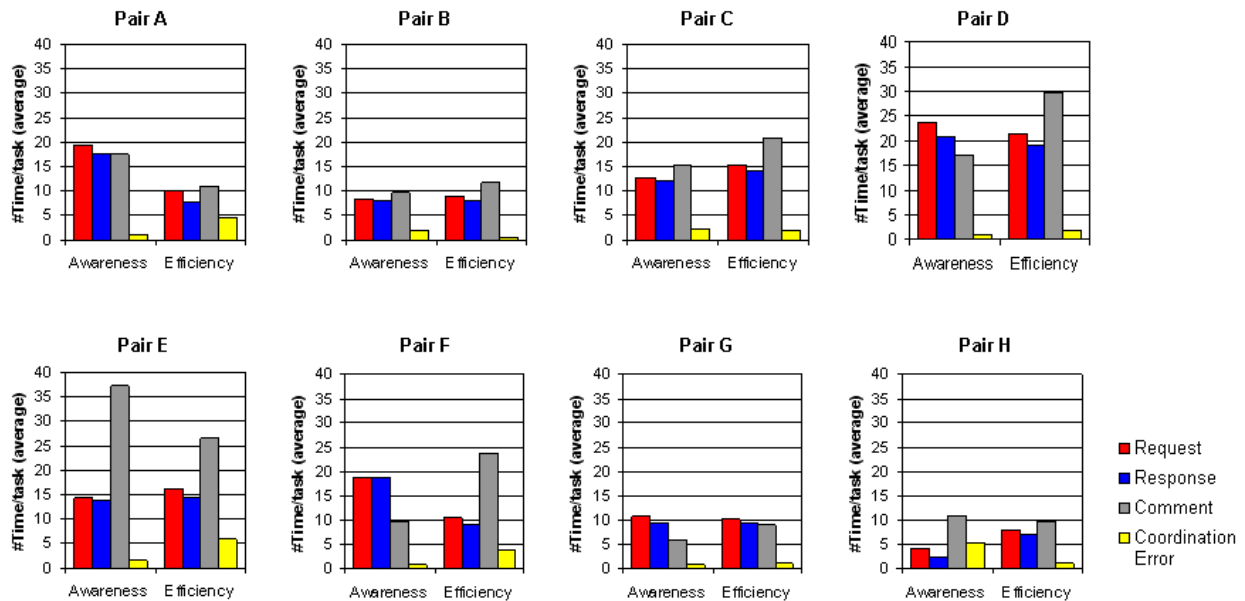 Pair A
#Time/task (average)
40
35
30
25
20
15
10
5
0
Awareness Efficiency
Pair B
#Time/task (average)
40
35
30
25
20
15
10
5
0
Awareness Efficiency
Pair C
#Time/task (average)
40
35
30
25
20
15
10
5
0
Awareness Efficiency
Pair D
#Time/task (average)
40
35
30
25
20
15
10
5
0
Awareness Efficiency
Pair E
#Time/task (average)
40
35
30
25
20
15
10
5
0
Awareness Efficiency
Pair F
#Time/task (average)
40
35
30
25
20
15
10
5
0
Awareness Efficiency
Pair G
#Time/task (average)
40
35
30
25
20
15
10
5
0
Awareness Efficiency
Pair H
#Time/task (average)
40
35
30
25
20
15
10
5
0
Awareness Efficiency
Request
Response
Comment
Coordination
Error